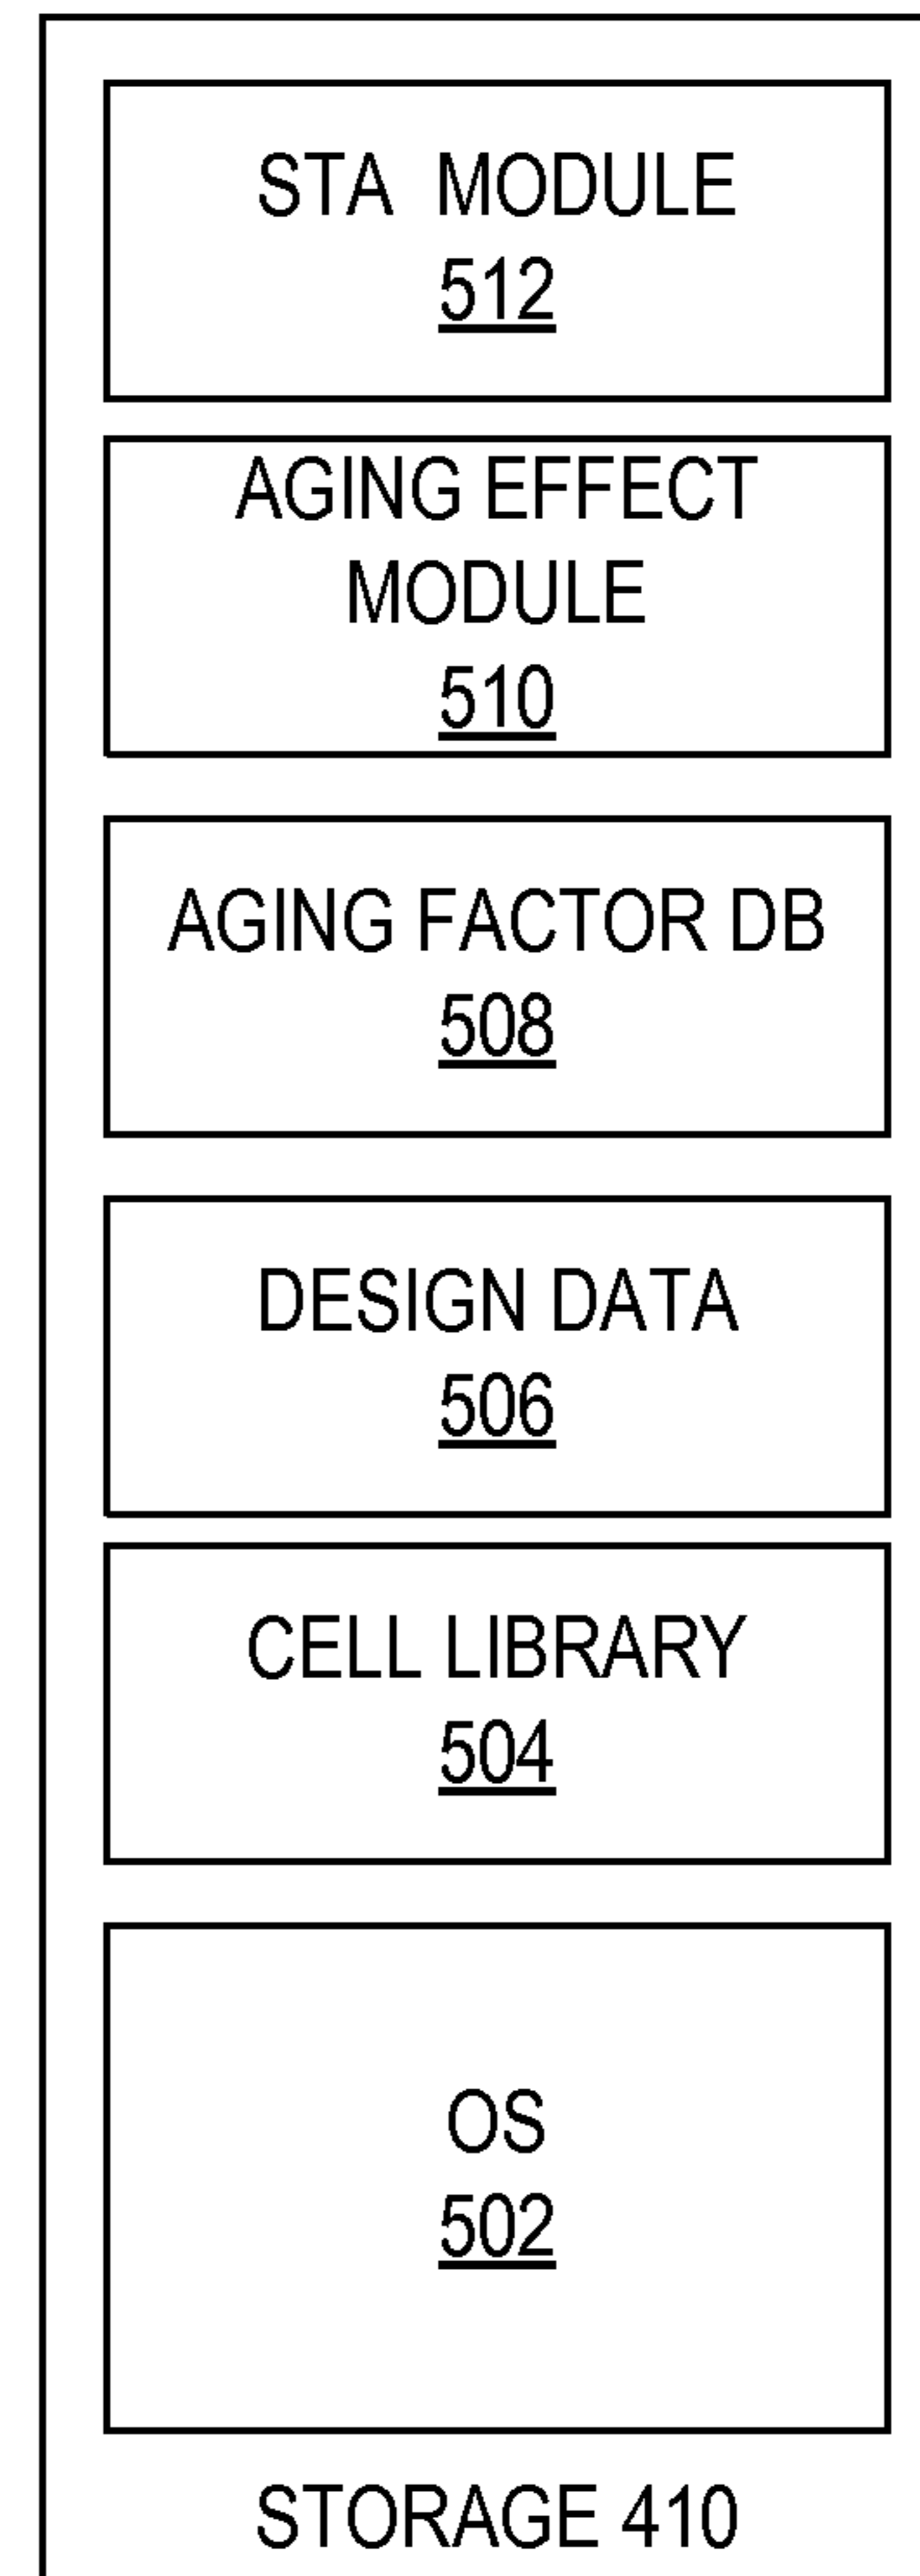 STA MODULE
512
AGING EFFECT
MODULE
510
AGING FACTOR DB
508
DESIGN DATA
506
CELL LIBRARY
504
OS
502
STORAGE 410